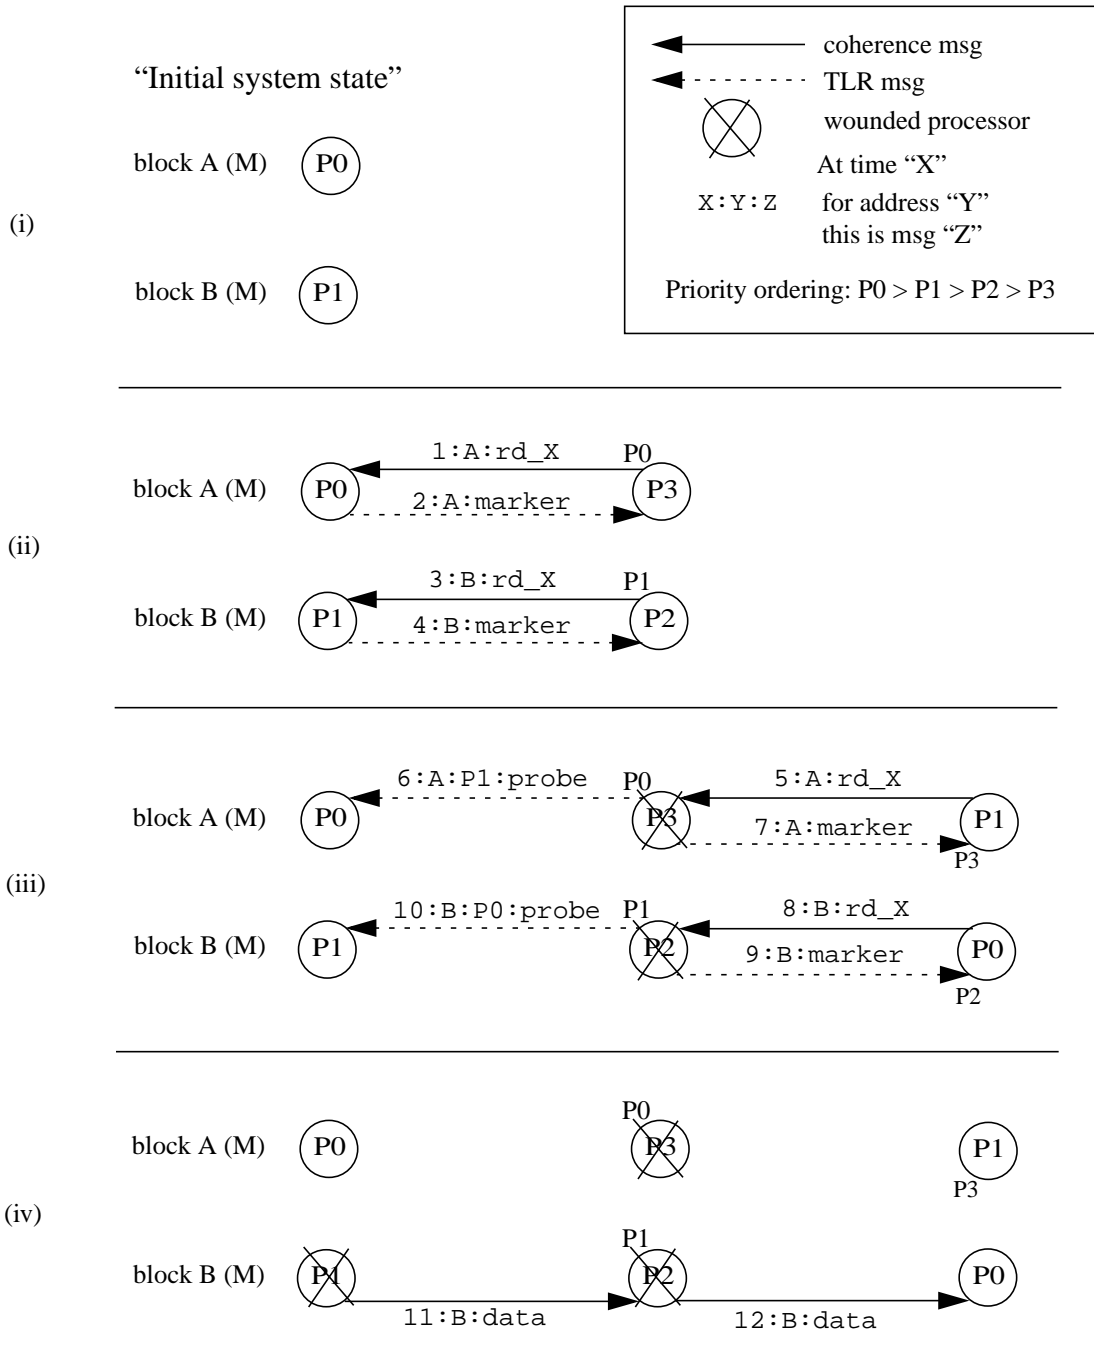 “Initial system state”
coherence msg
TLR msg
wounded processor
At time “X”
X:Y:Z for address “Y”
this is msg “Z”
Priority ordering: P0 > P1 > P2 > P3
(i)
block A (M) P0
block B (M) P1
(ii)
1:A:rd_X P0
block A (M) P0 P3
2:A:marker
3:B:rd_X P1
block B (M) P1 P2
4:B:marker
(iii)
6:A:P1:probe P0 5:A:rd_X
block A (M) P0 P3 P1
7:A:marker
P3
10:B:P0:probe P1 8:B:rd_X
block B (M) P1 P2 P0
9:B:marker
P2
(iv)
P0
block A (M) P0 P3 P1
P3
P1
block B (M) P1 P2 P0
11:B:data 12:B:data